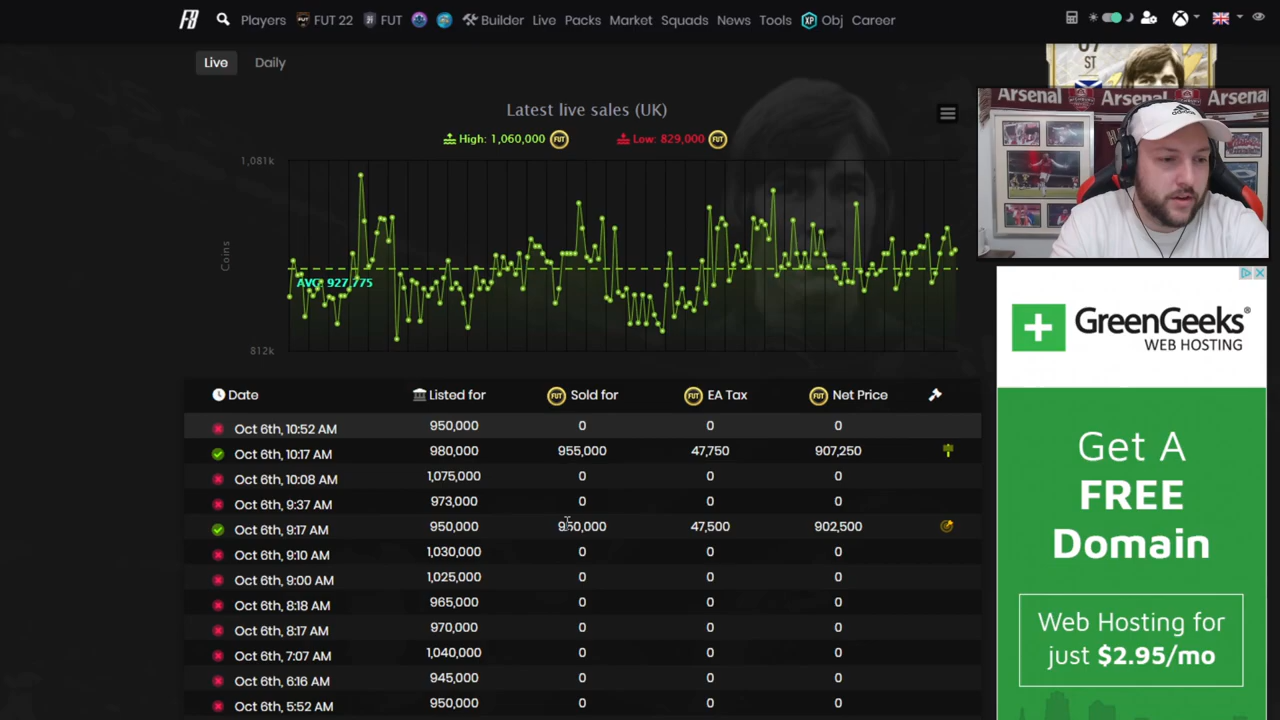 FB Players FUT 22 FUT Builder Live Packs Market Squads News Tools XP Obj Career
Live Daily
ST
Latest live sales (UK)
High: 1,060,000 FUT Low: 829,000 FUT
1,081k
Coins
AVG: 927,775
812k
Arsenal Arsenal Arsenal
GreenGeeks®
WEB HOSTING
Get A
FREE
Domain
Web Hosting for
just $2.95/mo
Date Listed for FUT Sold for FUT EA Tax FUT Net Price
Oct 6th, 10:52 AM 950,000 0 0 0
Oct 6th, 10:17 AM 980,000 955,000 47,750 907,250
Oct 6th, 10:08 AM 1,075,000 0 0 0
Oct 6th, 9:37 AM 973,000 0 0 0
Oct 6th, 9:17 AM 950,000 950,000 47,500 902,500
Oct 6th, 9:10 AM 1,030,000 0 0 0
Oct 6th, 9:00 AM 1,025,000 0 0 0
Oct 6th, 8:18 AM 965,000 0 0 0
Oct 6th, 8:17 AM 970,000 0 0 0
Oct 6th, 7:07 AM 1,040,000 0 0 0
Oct 6th, 6:16 AM 945,000 0 0 0
Oct 6th, 5:52 AM 950,000 0 0 0